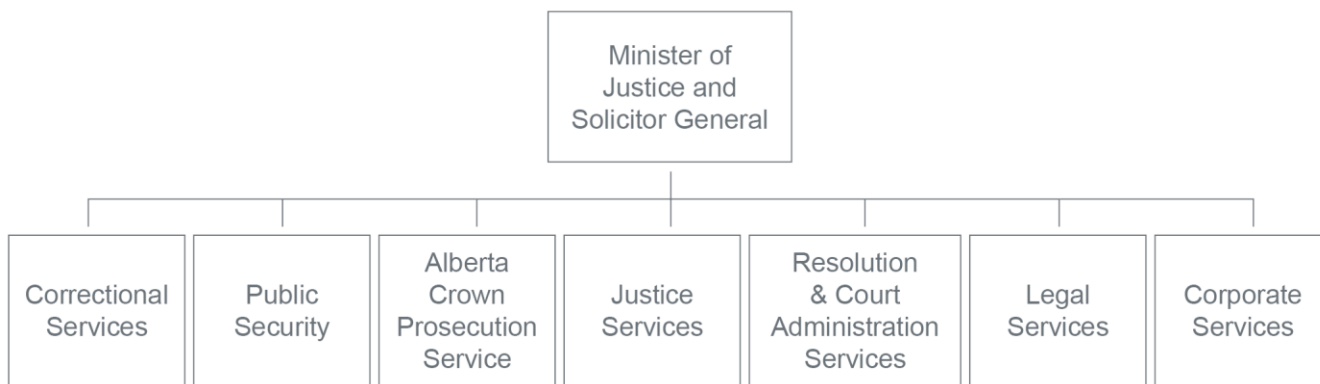 Minister of
Justice and
Solicitor General
Correctional
Services
Public
Security
Alberta
Crown
Prosecution
Service
Justice
Services
Resolution
& Court
Administration
Services
Legal
Services
Corporate
Services